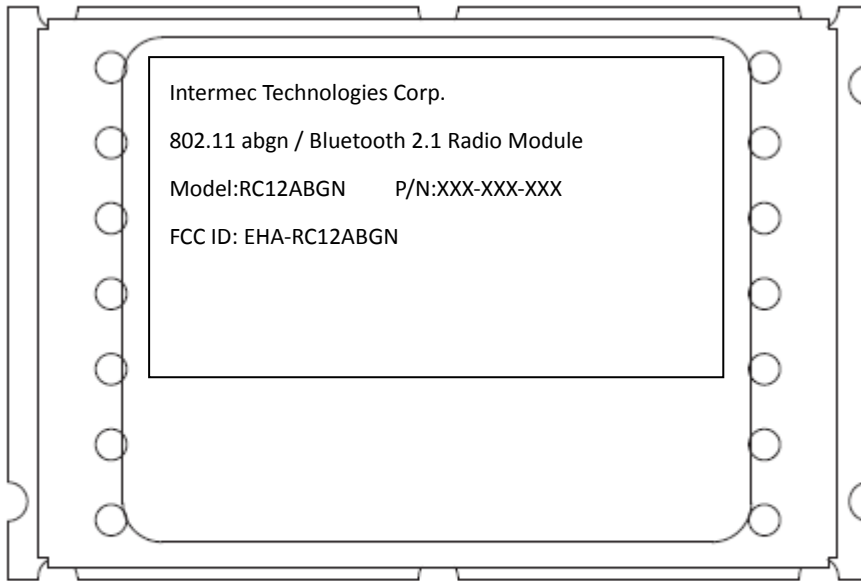 Intermec Technologies Corp.
802.11 abgn / Bluetooth 2.1 Radio Module
Model:RC12ABGN P/N:XXX-XXX-XXX
FCC ID: EHA-RC12ABGN